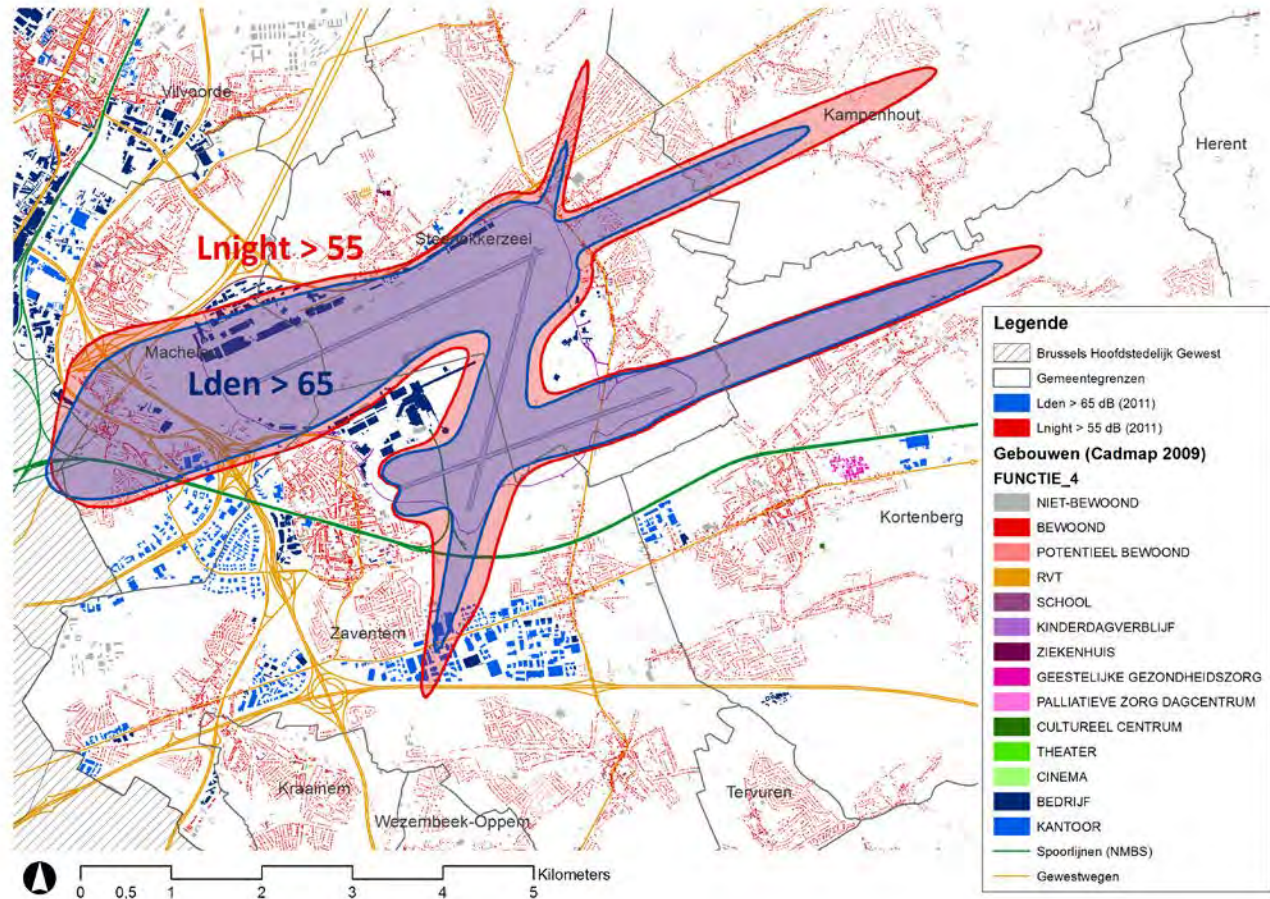 Vilvoorde
Kampenhout
Herent
Lnight > 55
Steenokkerzeel
Machelen
Lden > 65
Kortenberg
Zaventem
Kraainem
Wezembeek-Oppem
Tervuren
Legende
Brussels Hoofdstedelijk Gewest
Gemeentegrenzen
Lden > 65 dB (2011)
Lnight > 55 dB (2011)
Gebouwen (Cadmap 2009)
FUNCTIE_4
NIET-BEWOOND
BEWOOND
POTENTIEEL BEWOOND
RVT
SCHOOL
KINDERDAGVERBLIJF
ZIEKENHUIS
GEESTELIJKE GEZONDHEIDSZORG
PALLIATIEVE ZORG DAGCENTRUM
CULTUREEL CENTRUM
THEATER
CINEMA
BEDRIJF
KANTOOR
Spoorlijnen (NMBS)
Gewestwegen
Kilometers
0 0,5 1 2 3 4 5